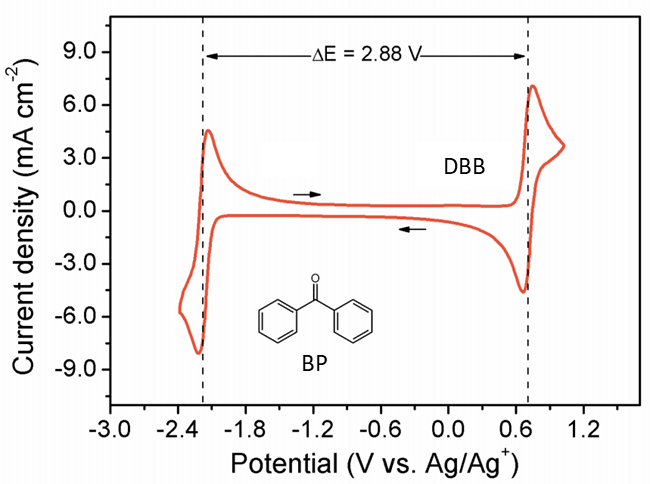 ΔE = 2.88 V
9.0
6.0
3.0
0.0
-3.0
-6.0
-9.0
Current density (mA cm⁻²)
DBB
O
BP
-3.0 -2.4 -1.8 -1.2 -0.6 0.0 0.6 1.2
Potential (V vs. Ag/Ag⁺)